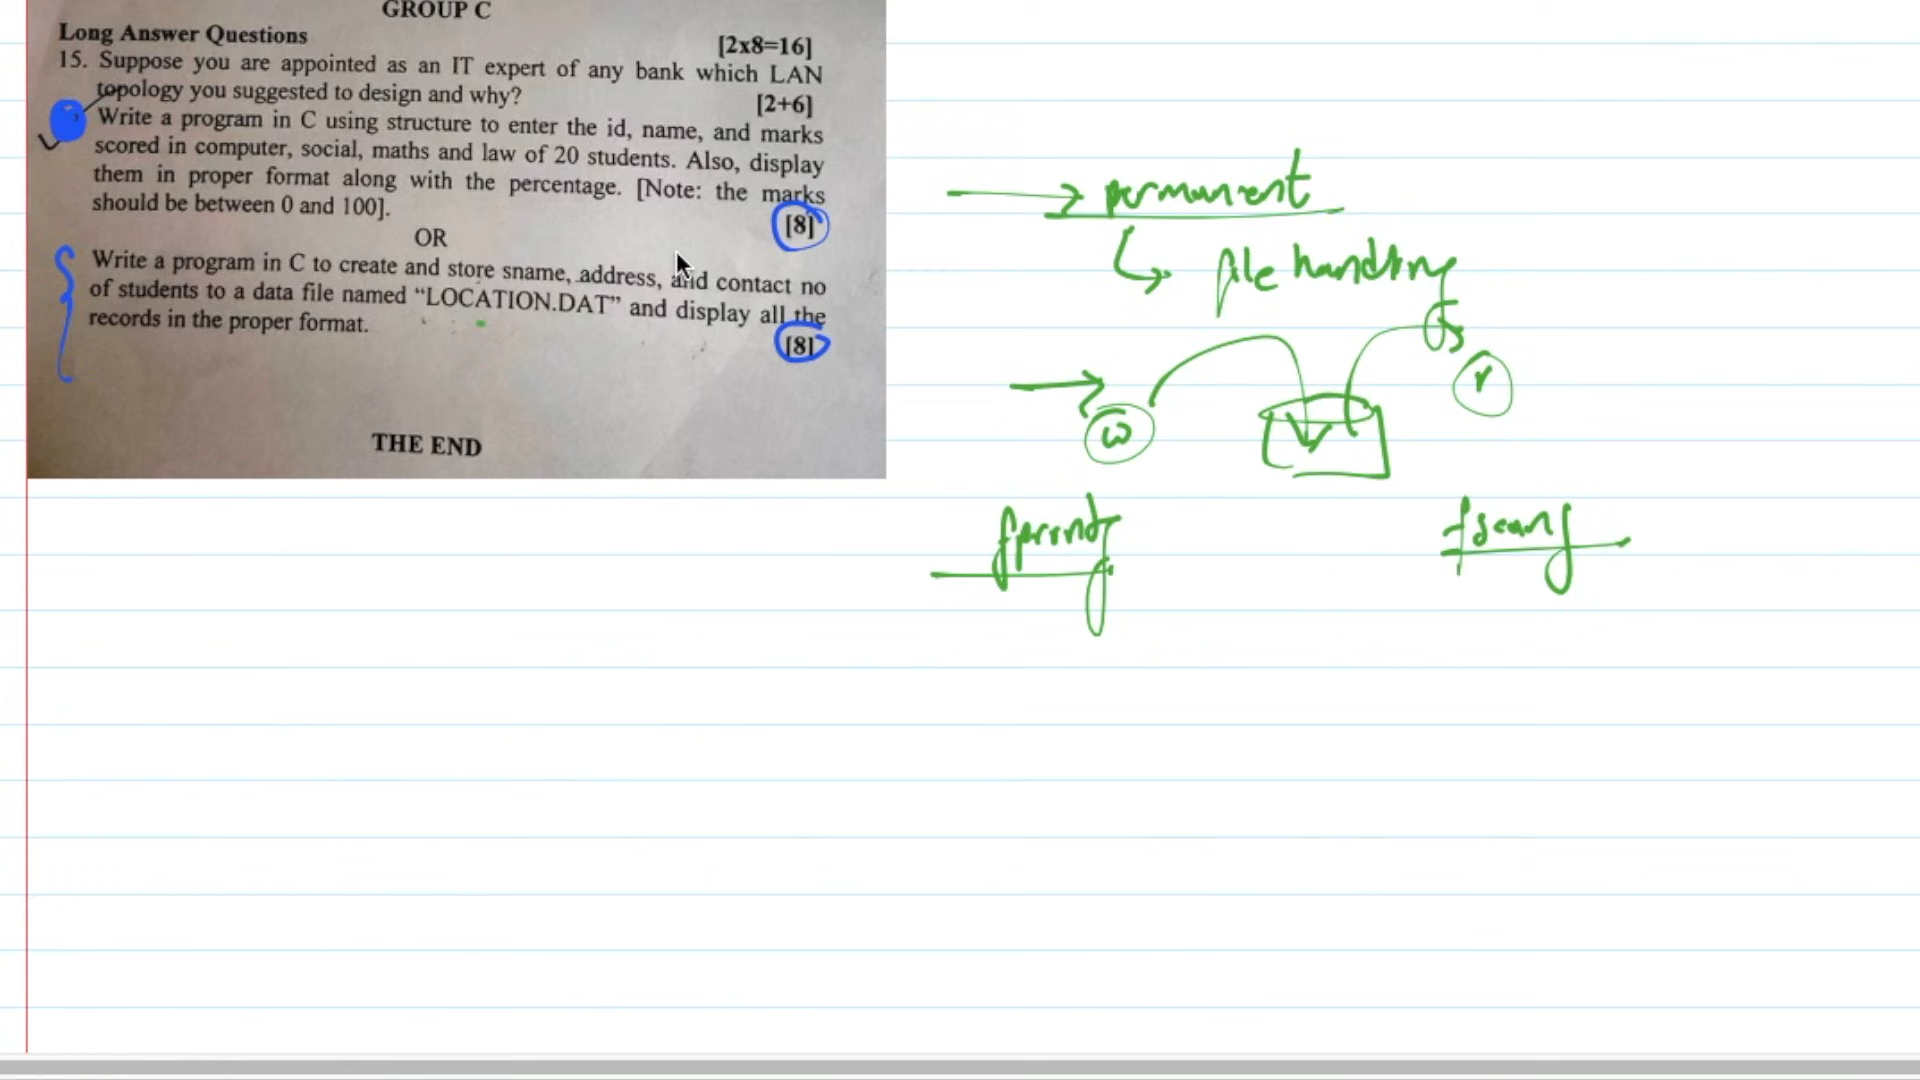 GROUP C
Long Answer Questions
[2x8=16]
15. Suppose you are appointed as an IT expert of any bank which LAN
topology you suggested to design and why?
[2+6]
Write a program in C using structure to enter the id, name, and marks
scored in computer, social, maths and law of 20 students. Also, display
them in proper format along with the percentage. [Note: the marks
should be between 0 and 100].
[8]
OR
Write a program in C to create and store sname, address, and contact no
of students to a data file named “LOCATION.DAT” and display all the
records in the proper format.
[8]
THE END
permanent
file handling
w
r
fprintf
fscanf